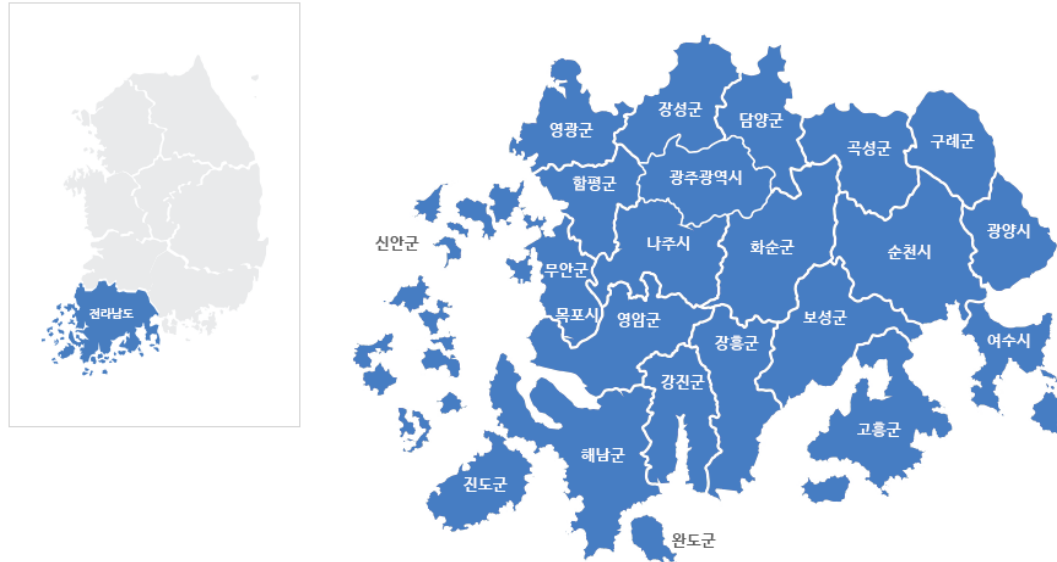 전라남도
장성군
담양군
영광군
곡성군
구례군
함평군
광주광역시
신안군
나주시
화순군
순천시
광양시
무안군
목포시
영암군
보성군
장흥군
여수시
강진군
고흥군
해남군
진도군
완도군